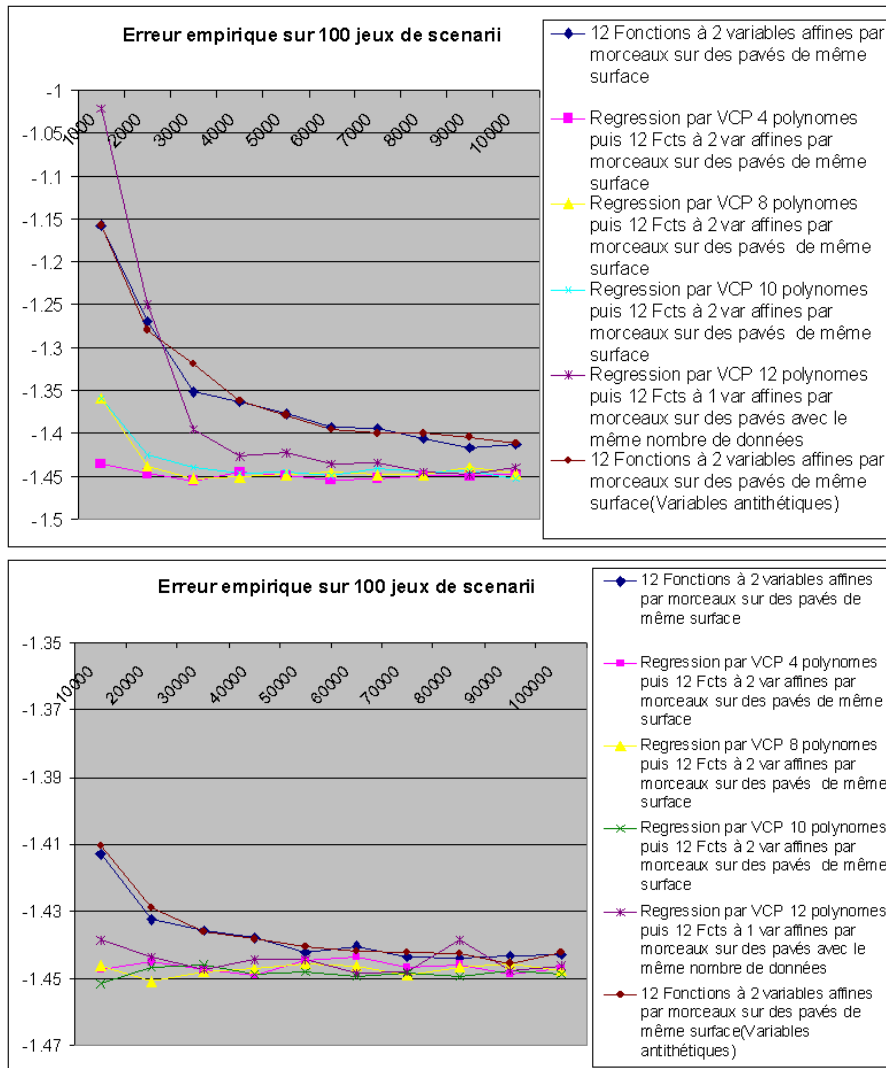 Erreur empirique sur 100 jeux de scenarii
-1
-1.05
-1.1
-1.15
-1.2
-1.25
-1.3
-1.35
-1.4
-1.45
-1.5
1000
2000
3000
4000
5000
6000
7000
8000
9000
10000
12 Fonctions à 2 variables affines par
morceaux sur des pavés de même
surface
Regression par VCP 4 polynomes
puis 12 Fcts à 2 var affines par
morceaux sur des pavés de même
surface
Regression par VCP 8 polynomes
puis 12 Fcts à 2 var affines par
morceaux sur des pavés de même
surface
Regression par VCP 10 polynomes
puis 12 Fcts à 2 var affines par
morceaux sur des pavés de même
surface
Regression par VCP 12 polynomes
puis 12 Fcts à 1 var affines par
morceaux sur des pavés avec le
même nombre de données
12 Fonctions à 2 variables affines par
morceaux sur des pavés de même
surface(Variables antithétiques)
Erreur empirique sur 100 jeux de scenarii
-1.35
-1.37
-1.39
-1.41
-1.43
-1.45
-1.47
10000
20000
30000
40000
50000
60000
70000
80000
90000
100000
12 Fonctions à 2 variables affines
par morceaux sur des pavés de
même surface
Regression par VCP 4 polynomes
puis 12 Fcts à 2 var affines par
morceaux sur des pavés de même
surface
Regression par VCP 8 polynomes
puis 12 Fcts à 2 var affines par
morceaux sur des pavés de même
surface
Regression par VCP 10 polynomes
puis 12 Fcts à 2 var affines par
morceaux sur des pavés de même
surface
Regression par VCP 12 polynomes
puis 12 Fcts à 1 var affines par
morceaux sur des pavés avec le
même nombre de données
12 Fonctions à 2 variables affines
par morceaux sur des pavés de
même surface(Variables
antithétiques)